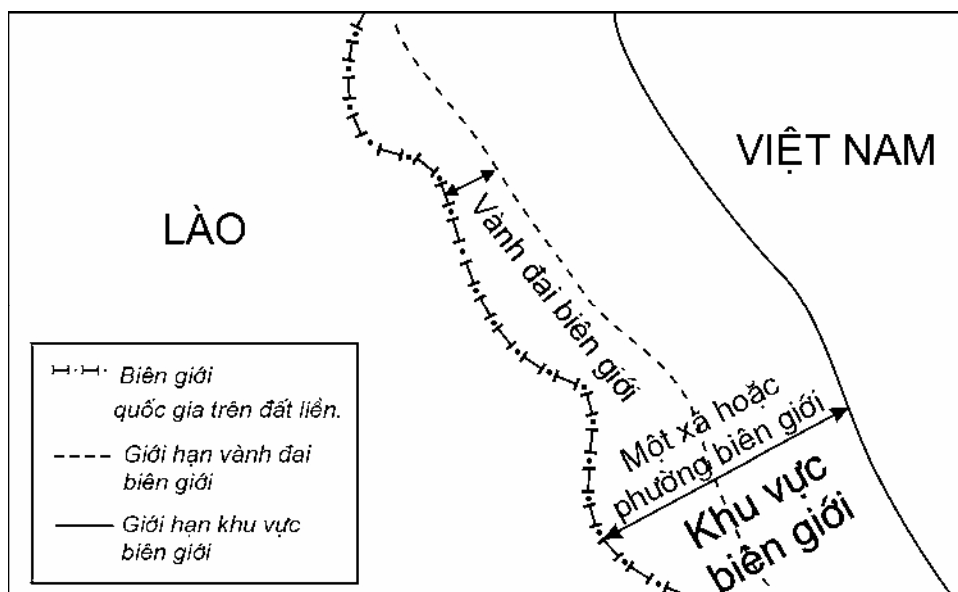 VIỆT NAM
LÀO
Vành đai biên giới
Một xã hoặc
phường biên giới
Khu vực
biên giới
Biên giới
quốc gia trên đất liền.
Giới hạn vành đai
biên giới
Giới hạn khu vực
biên giới